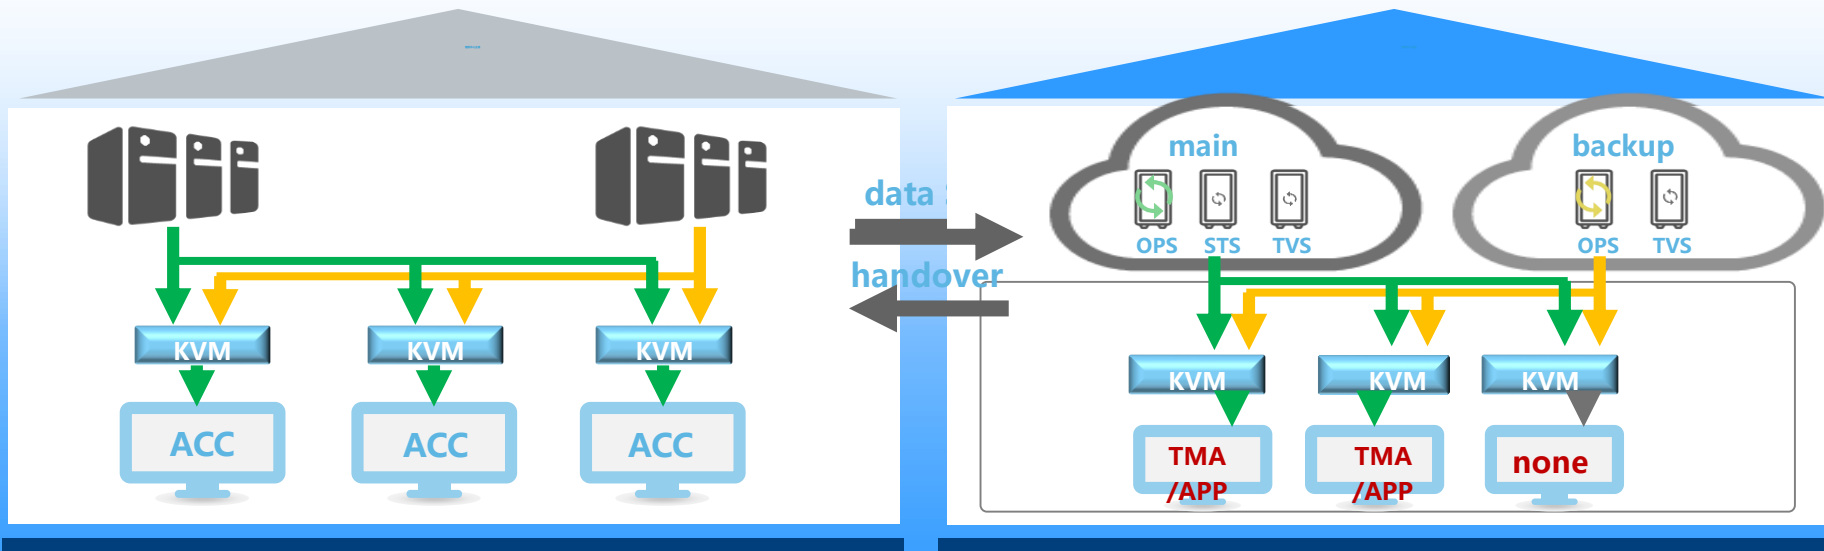 data
handover
KVM
KVM
KVM
ACC
ACC
ACC
main
backup
OPS
STS
TVS
OPS
TVS
KVM
KVM
KVM
TMA
/APP
TMA
/APP
none